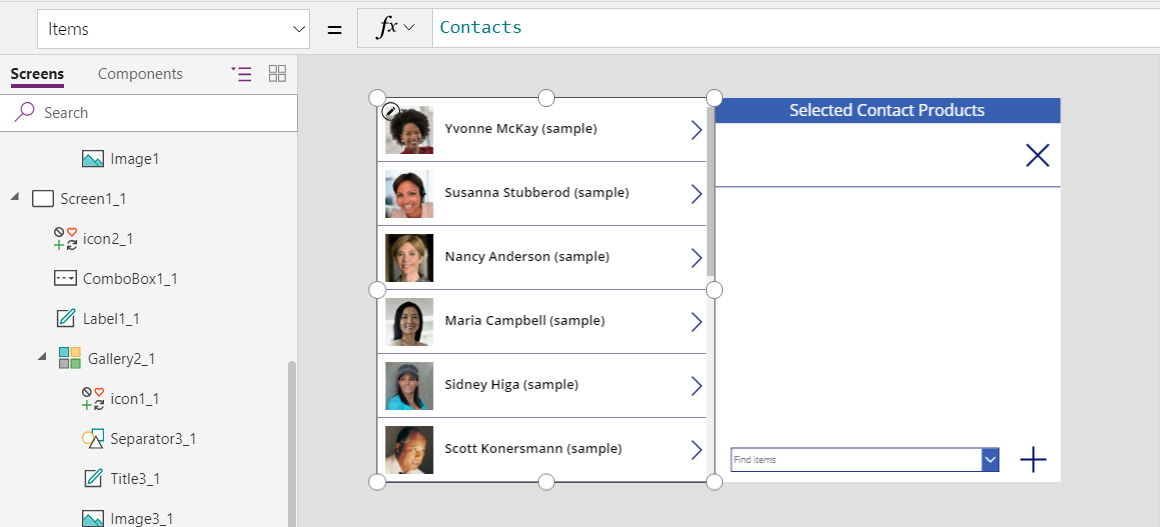 Items
=
fx
Contacts
Screens
Components
Search
Image1
Screen1_1
icon2_1
ComboBox1_1
Label1_1
Gallery2_1
icon1_1
Separator3_1
Title3_1
Image3_1
Yvonne McKay (sample)
Susanna Stubberod (sample)
Nancy Anderson (sample)
Maria Campbell (sample)
Sidney Higa (sample)
Scott Konersmann (sample)
Selected Contact Products
Find items